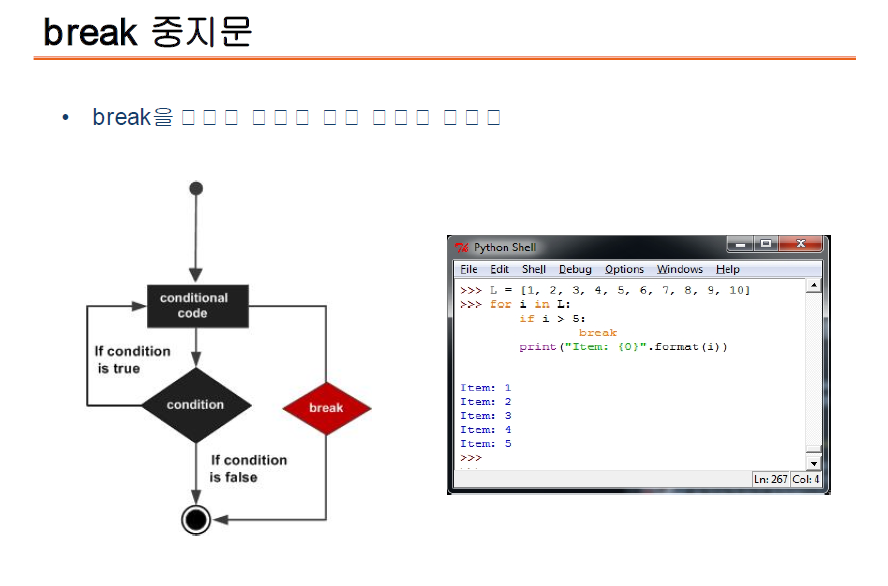 break 중지문
• break을
conditional
code
If condition
is true
condition
break
If condition
is false
Python Shell
File Edit Shell Debug Options Windows Help
>>> L = [1, 2, 3, 4, 5, 6, 7, 8, 9, 10]
>>> for i in L:
if i > 5:
break
print("Item: {0}".format(i))
Item: 1
Item: 2
Item: 3
Item: 4
Item: 5
>>>
Ln: 267 Col: 4